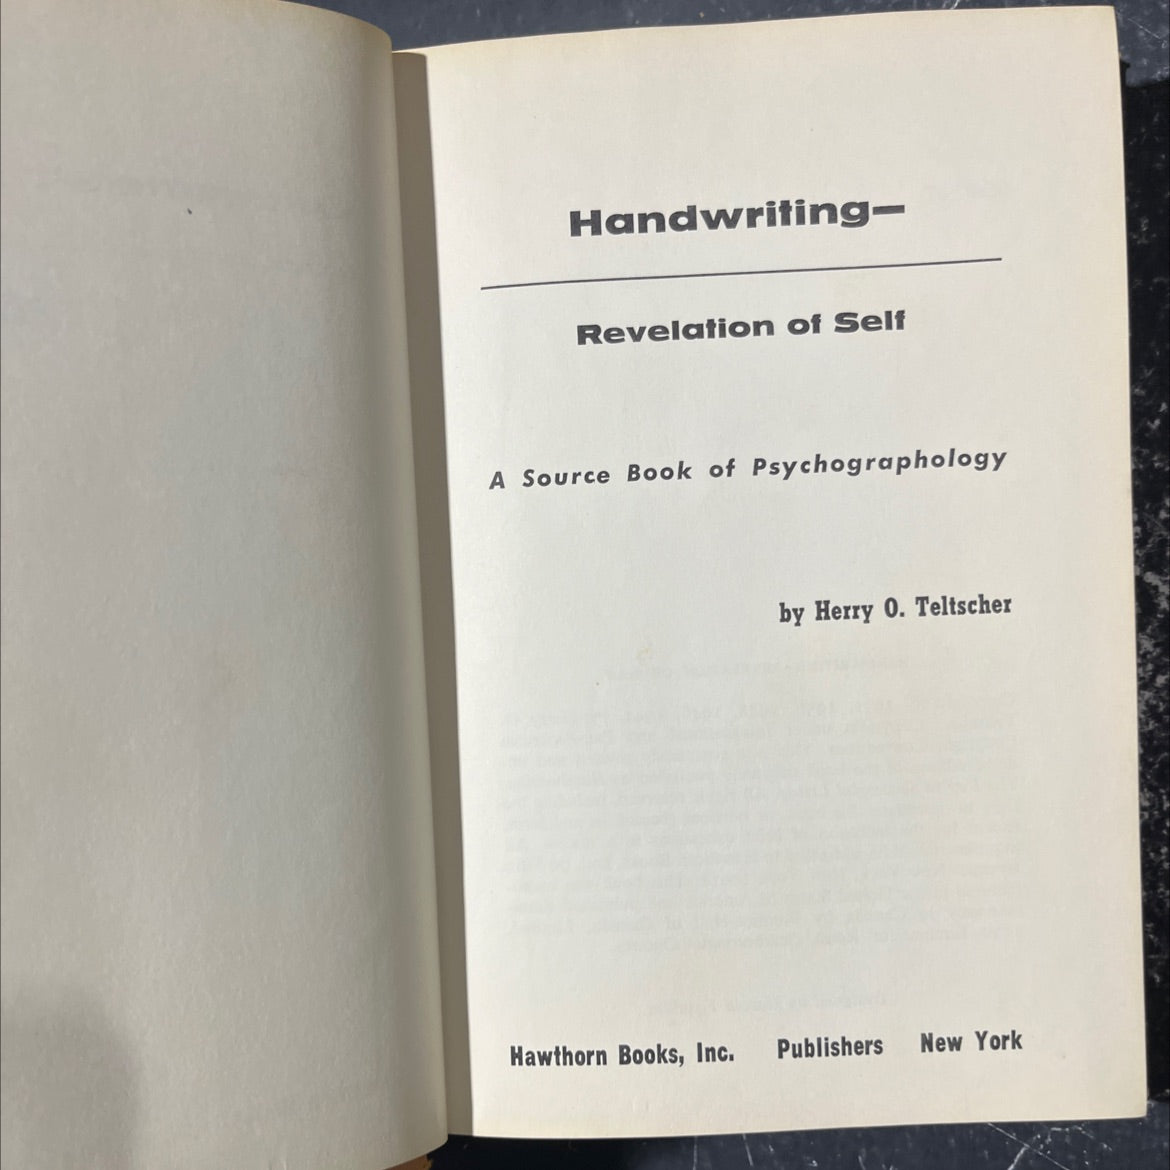 Handwriting—
Revelation of Self
A Source Book of Psychographology
by Herry O. Teltscher
Hawthorn Books, Inc. Publishers New York